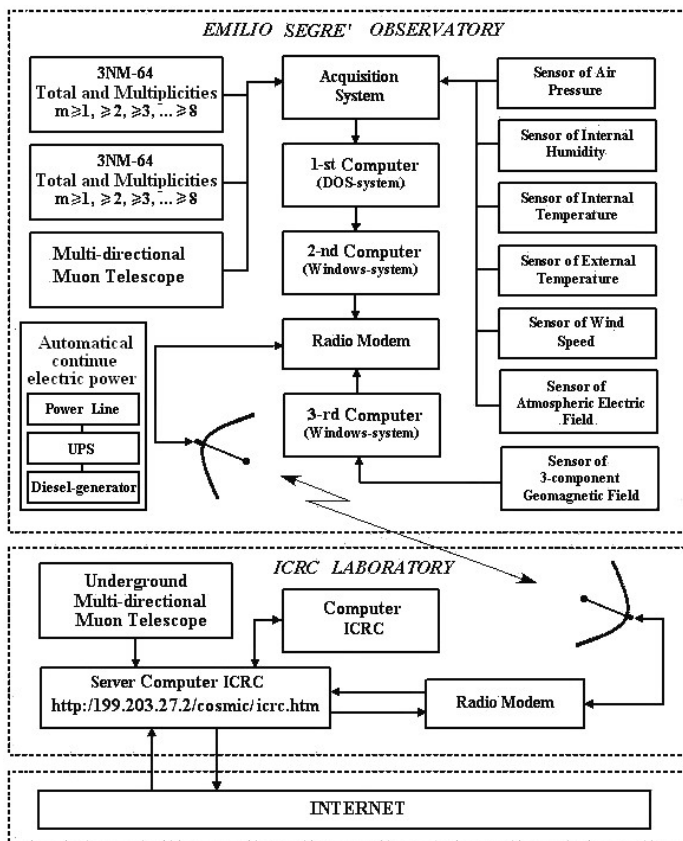 EMILIO SEGRE' OBSERVATORY
3NM-64
Total and Multiplicities
m⩾1, ⩾2, ⩾3, ... ⩾8
3NM-64
Total and Multiplicities
m⩾1, ⩾2, ⩾3, ... ⩾8
Multi-directional
Muon Telescope
Acquisition
System
1-st Computer
(DOS-system)
2-nd Computer
(Windows-system)
Radio Modem
3-rd Computer
(Windows-system)
Sensor of Air
Pressure
Sensor of Internal
Humidity
Sensor of Internal
Temperature
Sensor of External
Temperature
Sensor of Wind
Speed
Sensor of
Atmospheric Electric
Field
Sensor of
3-component
Geomagnetic Field
Automatical
continue
electric power
Power Line
UPS
Diesel-generator
ICRC LABORATORY
Underground
Multi-directional
Muon Telescope
Computer
ICRC
Server Computer ICRC
http:/199.203.27.2/cosmic/icrc.htm
Radio Modem
INTERNET